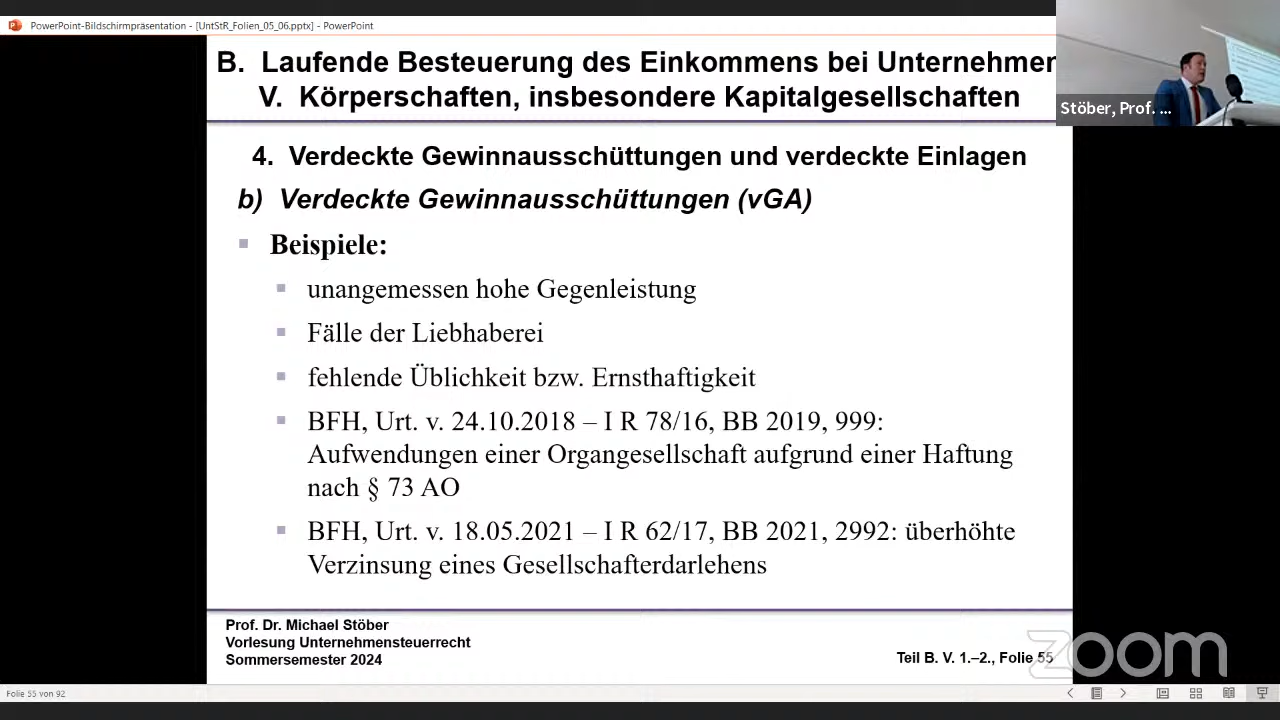 PowerPoint-Bildschirmpräsentation - [UntStR_Folien_05_06.pptx] - PowerPoint
B. Laufende Besteuerung des Einkommens bei Unternehmen
V. Körperschaften, insbesondere Kapitalgesellschaften
Stöber, Prof. ...
4. Verdeckte Gewinnausschüttungen und verdeckte Einlagen
b) Verdeckte Gewinnausschüttungen (vGA)
Beispiele:
unangemessen hohe Gegenleistung
Fälle der Liebhaberei
fehlende Üblichkeit bzw. Ernsthaftigkeit
BFH, Urt. v. 24.10.2018 – I R 78/16, BB 2019, 999:
Aufwendungen einer Organgesellschaft aufgrund einer Haftung
nach § 73 AO
BFH, Urt. v. 18.05.2021 – I R 62/17, BB 2021, 2992: überhöhte
Verzinsung eines Gesellschafterdarlehens
Prof. Dr. Michael Stöber
Vorlesung Unternehmensteuerrecht
Sommersemester 2024
Teil B. V. 1.–2., Folie 55
zoom
Folie 55 von 92